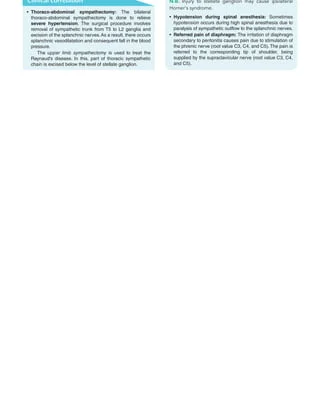 Clinical correlation
• Thoraco-abdominal sympathectomy: The bilateral
thoraco-abdominal sympathectomy is done to relieve
severe hypertension. The surgical procedure involves
removal of sympathetic trunk from T5 to L2 ganglia and
excision of the splanchnic nerves. As a result, there occurs
splanchnic vasodilatation and consequent fall in the blood
pressure.
The upper limb sympathectomy is used to treat the
Raynaud's disease. In this, part of thoracic sympathetic
chain is excised below the level of stellate ganglion.
N.B. Injury to stellate ganglion may cause ipsilateral
Horner's syndrome.
• Hypotension during spinal anesthesia: Sometimes
hypotension occurs during high spinal anesthesia due to
paralysis of sympathetic outflow to the splanchnic nerves.
• Referred pain of diaphragm: The irritation of diaphragm
secondary to peritonitis causes pain due to stimulation of
the phrenic nerve (root value C3, C4, and C5). The pain is
referred to the corresponding tip of shoulder, being
supplied by the supraclavicular nerve (root value C3, C4,
and C5).